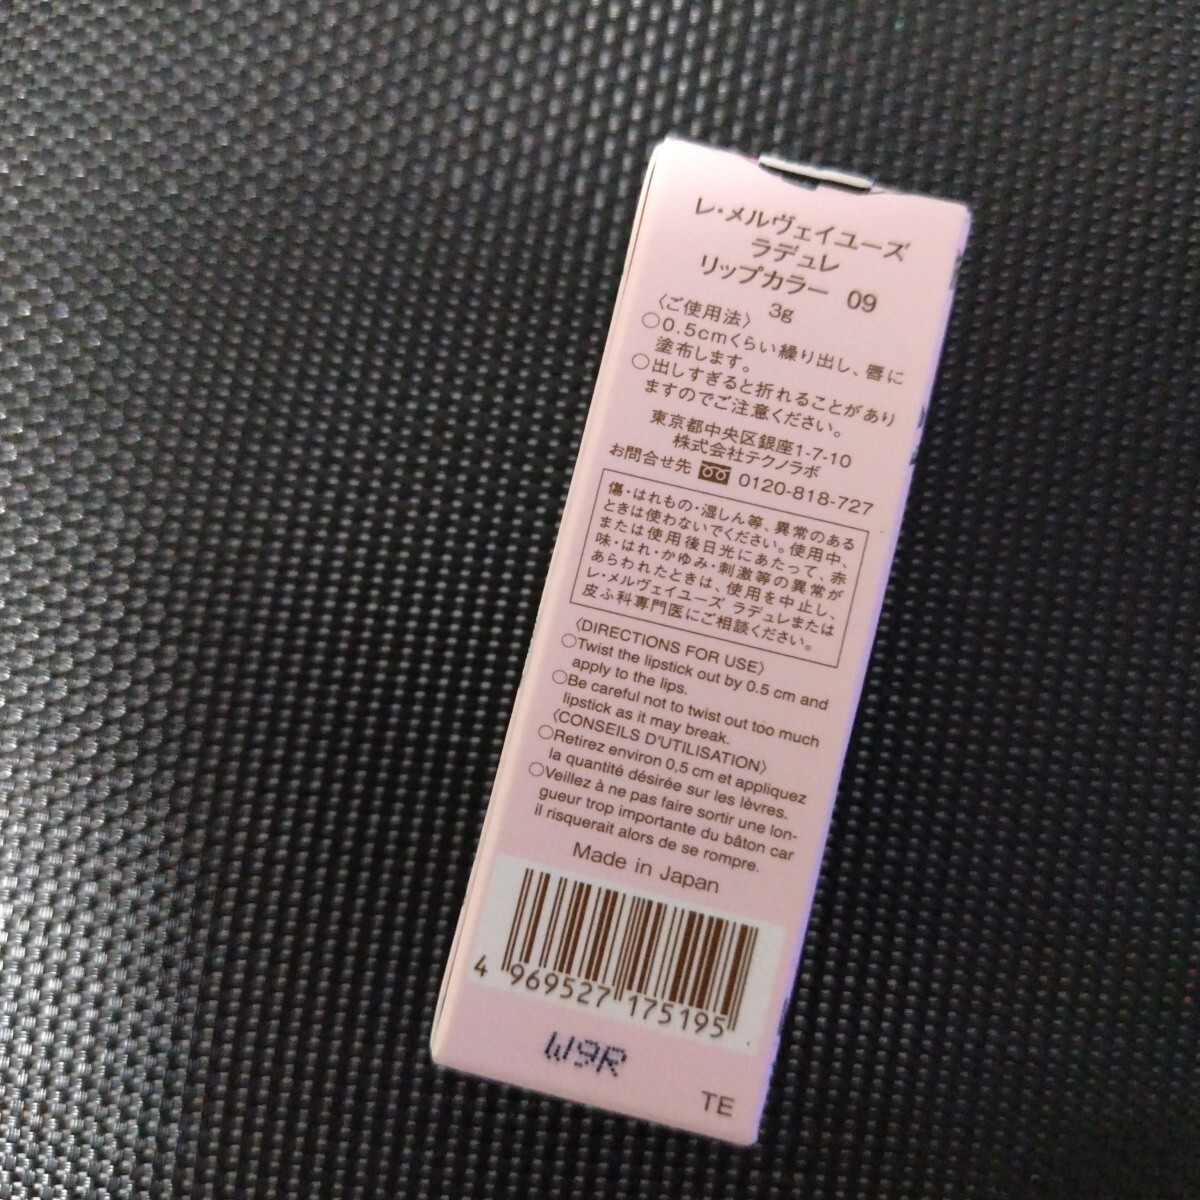 レ・メルヴェイユーズ
ラデュレ
リップカラー 09
3g
〈ご使用法〉
○0.5cmくらい繰り出し、唇に
塗布します。
○出しすぎると折れることがあり
ますのでご注意ください。
東京都中央区銀座1-7-10
株式会社テクノラボ
お問合せ先 0120-818-727
傷・はれもの・湿しん等、異常のある
ときは使わないでください。使用中、
または使用後日光にあたって、赤
味・はれ・かゆみ・刺激等の異常が
あらわれたときは、使用を中止し、
レ・メルヴェイユーズ ラデュレまたは
皮ふ科専門医にご相談ください。
〈DIRECTIONS FOR USE〉
○Twist the lipstick out by 0.5 cm and
apply to the lips.
○Be careful not to twist out too much
lipstick as it may break.
〈CONSEILS D'UTILISATION〉
○Retirez environ 0,5 cm et appliquez
la quantité désirée sur les lèvres.
○Veillez à ne pas faire sortir une lon-
gueur trop importante du bâton car
il risquerait alors de se rompre.
Made in Japan
4 969527 175195
W9R
TE